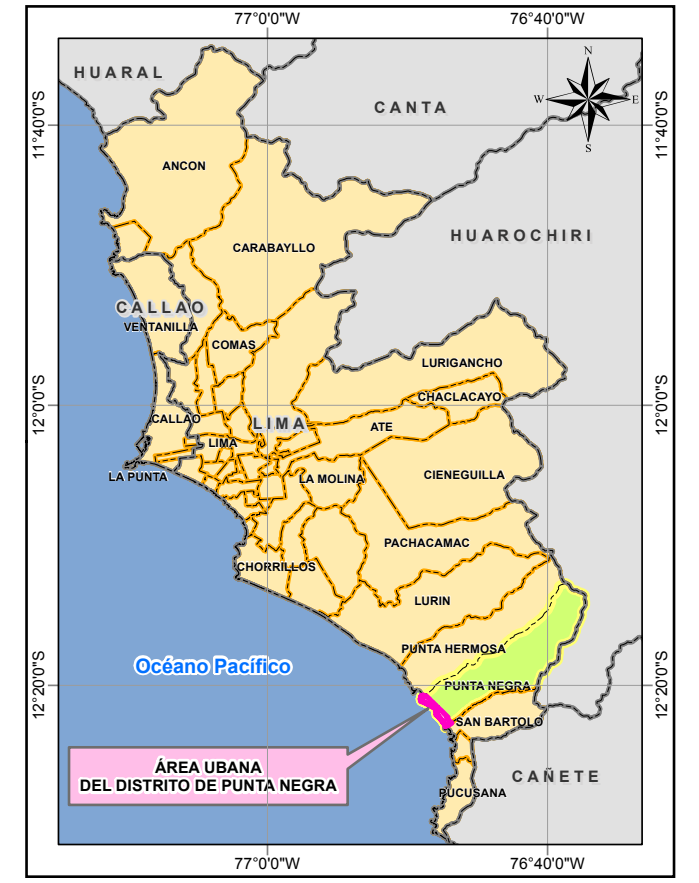 77°0'0"W
76°40'0"W
HUARAL
N
W
E
S
CANTA
11°40'0"S
11°40'0"S
ANCON
HUAROCHIRI
CARABAYLLO
CALLAO
VENTANILLA
COMAS
LURIGANCHO
CHACLACAYO
12°0'0"S
12°0'0"S
CALLAO
LIMA
ATE
LIMA
LA PUNTA
LA MOLINA
CIENEGUILLA
PACHACAMAC
CHORRILLOS
LURIN
PUNTA HERMOSA
Océano Pacífico
12°20'0"S
12°20'0"S
PUNTA NEGRA
SAN BARTOLO
ÁREA UBANA
DEL DISTRITO DE PUNTA NEGRA
CAÑETE
PUCUSANA
77°0'0"W
76°40'0"W